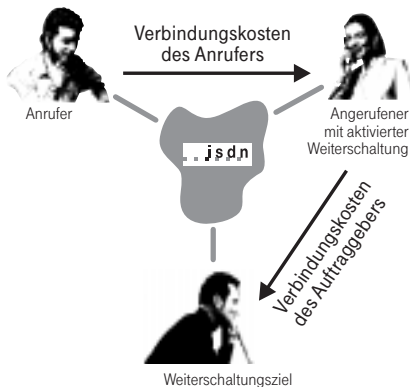 Verbindungskosten
des Anrufers
Anrufer
Angerufener
mit aktivierter
Weiterschaltung
isdn
Verbindungskosten
des Auftraggebers
Weiterschaltungsziel